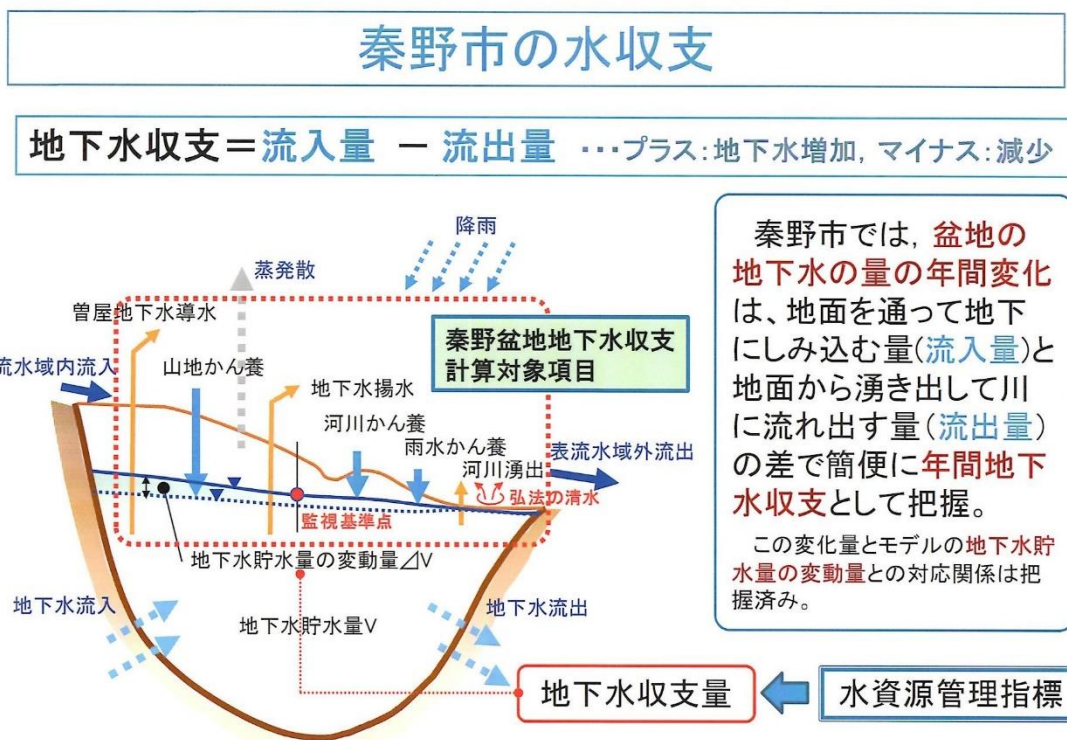 秦野市の水収支
地下水収支＝流入量 － 流出量 …プラス：地下水増加，マイナス：減少
降雨
蒸発散
曽屋地下水導水
流水域内流入
山地かん養
地下水揚水
河川かん養
雨水かん養
河川湧出
弘法の清水
表流水域外流出
秦野盆地地下水収支
計算対象項目
監視基準点
地下水貯水量の変動量⊿V
地下水流入
地下水貯水量V
地下水流出
秦野市では，盆地の
地下水の量の年間変化
は、地面を通って地下
にしみ込む量（流入量）と
地面から湧き出して川
に流れ出す量（流出量）
の差で簡便に年間地下
水収支として把握。
この変化量とモデルの地下水貯
水量の変動量との対応関係は把
握済み。
地下水収支量
水資源管理指標